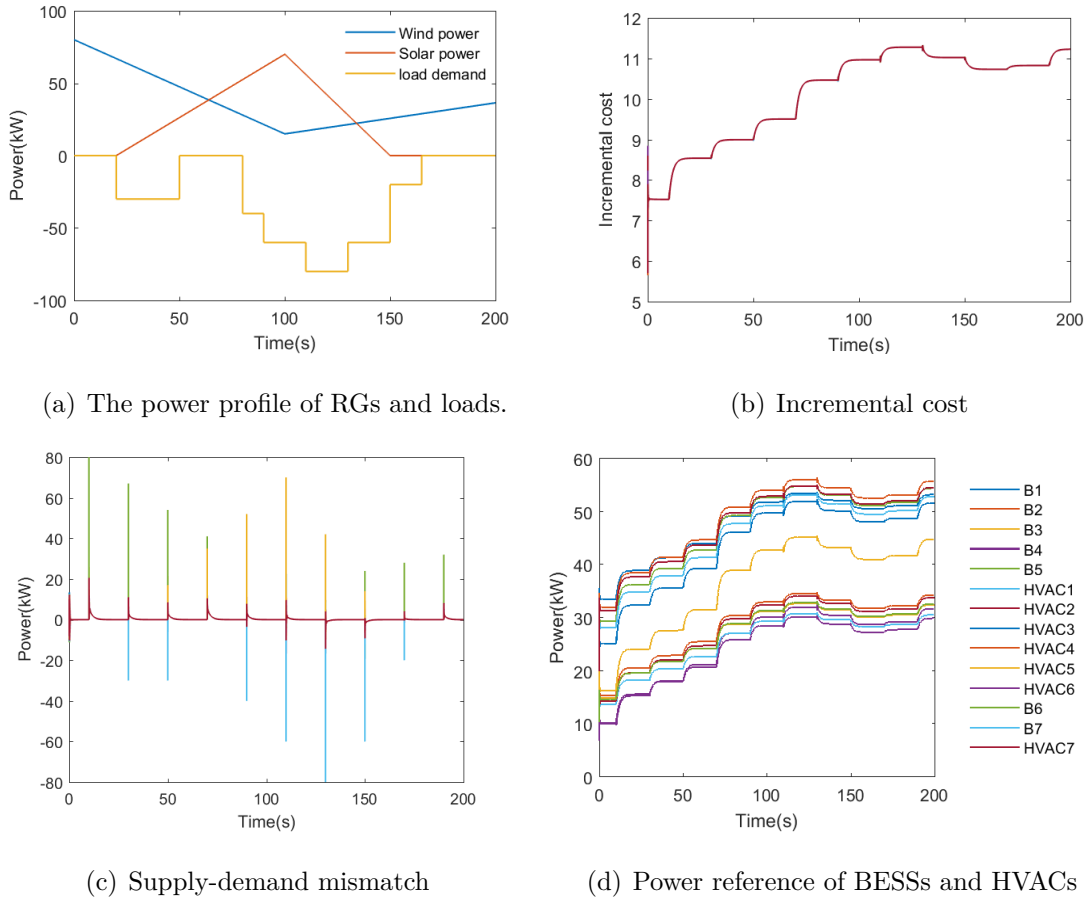 100
50
0
-50
-100
Power(kW)
Wind power
Solar power
load demand
0 50 100 150 200
Time(s)
(a) The power profile of RGs and loads.
12
11
10
9
8
7
6
5
Incremental cost
0 50 100 150 200
Time(s)
(b) Incremental cost
80
60
40
20
0
-20
-40
-60
-80
Power(kW)
0 50 100 150 200
Time(s)
(c) Supply-demand mismatch
60
50
40
30
20
10
0
Power(kW)
0 50 100 150 200
Time(s)
B1
B2
B3
B4
B5
HVAC1
HVAC2
HVAC3
HVAC4
HVAC5
HVAC6
B6
B7
HVAC7
(d) Power reference of BESSs and HVACs